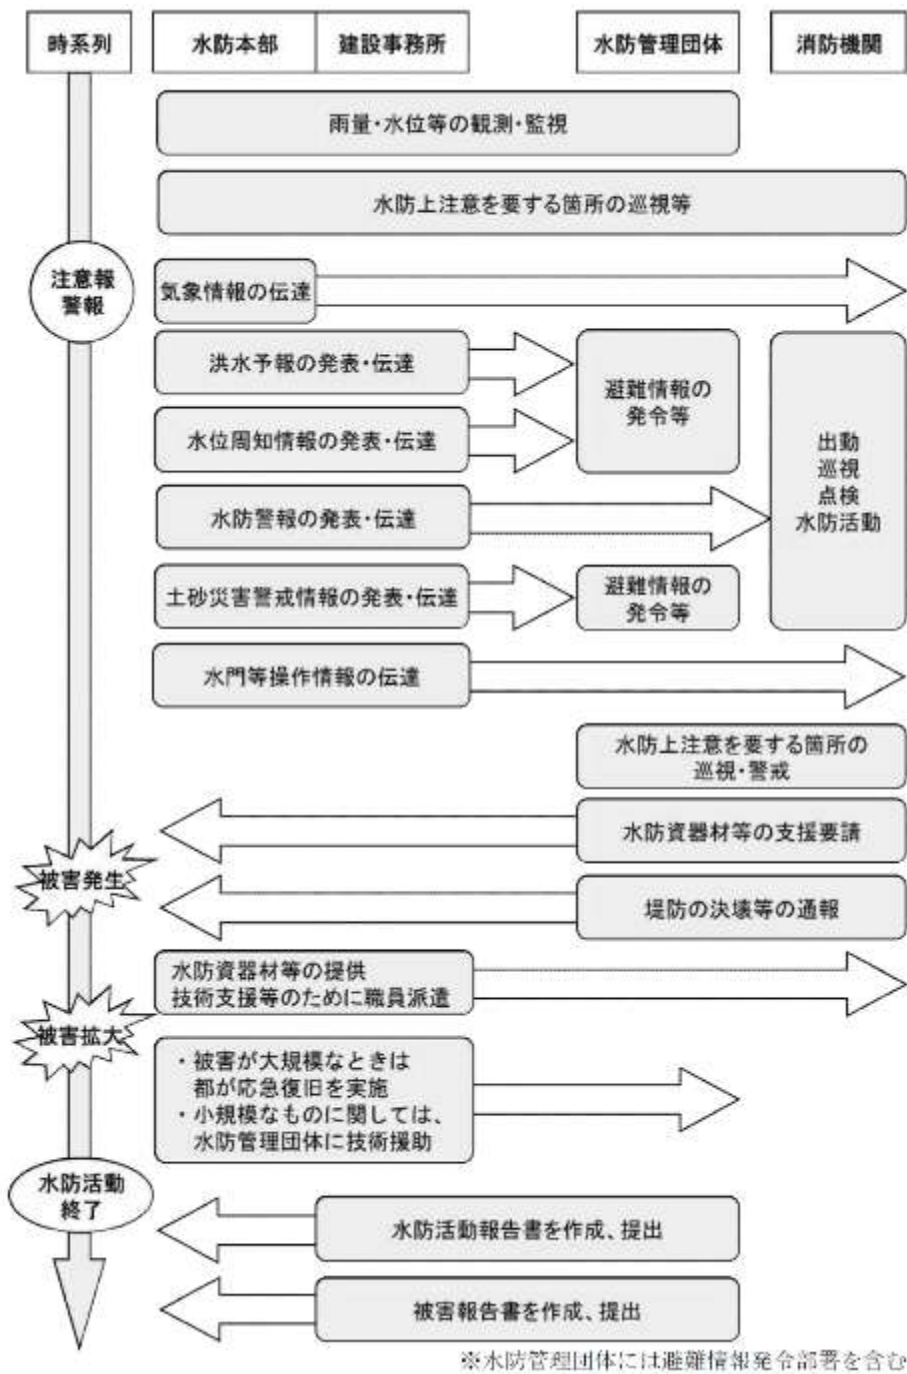 時系列
水防本部
建設事務所
水防管理団体
消防機関
雨量・水位等の観測・監視
水防上注意を要する箇所の巡視等
注意報
警報
気象情報の伝達
洪水予報の発表・伝達
避難情報の
発令等
水位周知情報の発表・伝達
出動
巡視
点検
水防活動
水防警報の発表・伝達
土砂災害警戒情報の発表・伝達
避難情報の
発令等
水門等操作情報の伝達
水防上注意を要する箇所の
巡視・警戒
水防資器材等の支援要請
被害発生
堤防の決壊等の通報
水防資器材等の提供
技術支援等のために職員派遣
被害拡大
・被害が大規模なときは
都が応急復旧を実施
・小規模なものに関しては、
水防管理団体に技術援助
水防活動
終了
水防活動報告書を作成、提出
被害報告書を作成、提出
※水防管理団体には避難情報発令部署を含む